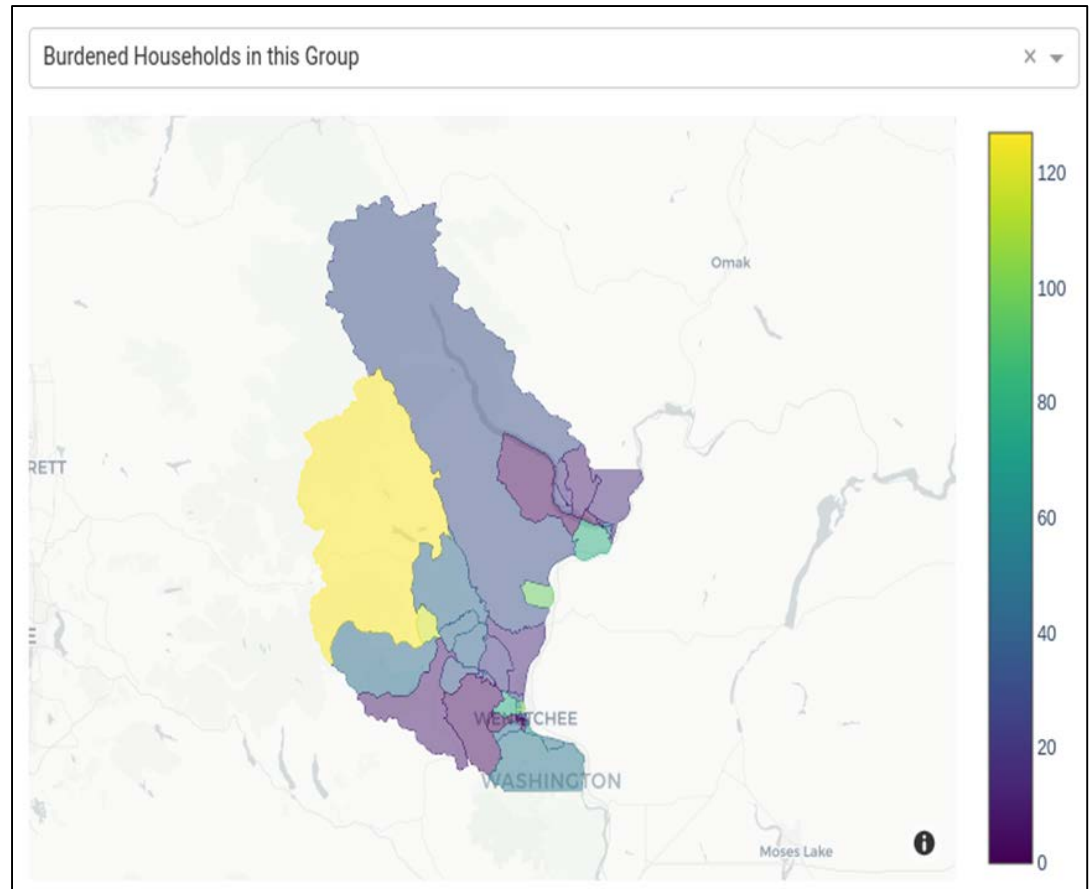 Burdened Households in this Group
120
Omak
100
80
RETT
60
40
WENATCHEE
20
WASHINGTON
Moses Lake
0